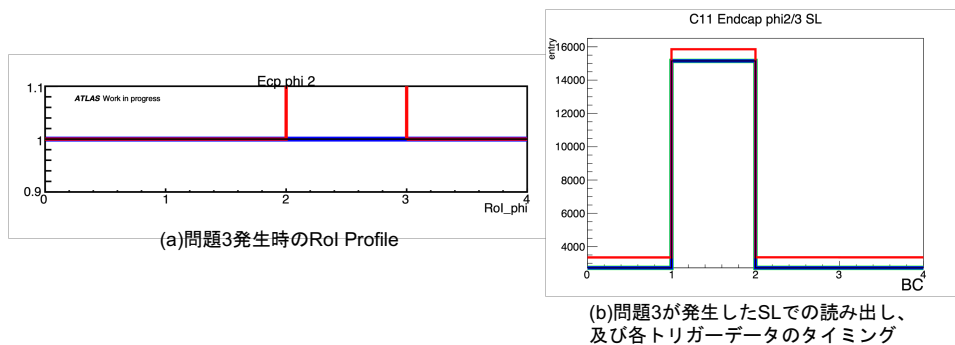 Ecp phi 2
ATLAS Work in progress
1.1
1
0.9
0 1 2 3 4
RoI_phi
(a)問題3発生時のRoI Profile
C11 Endcap phi2/3 SL
entry
16000
14000
12000
10000
8000
6000
4000
0 1 2 3 4
BC
(b)問題3が発生したSLでの読み出し、
及び各トリガーデータのタイミング